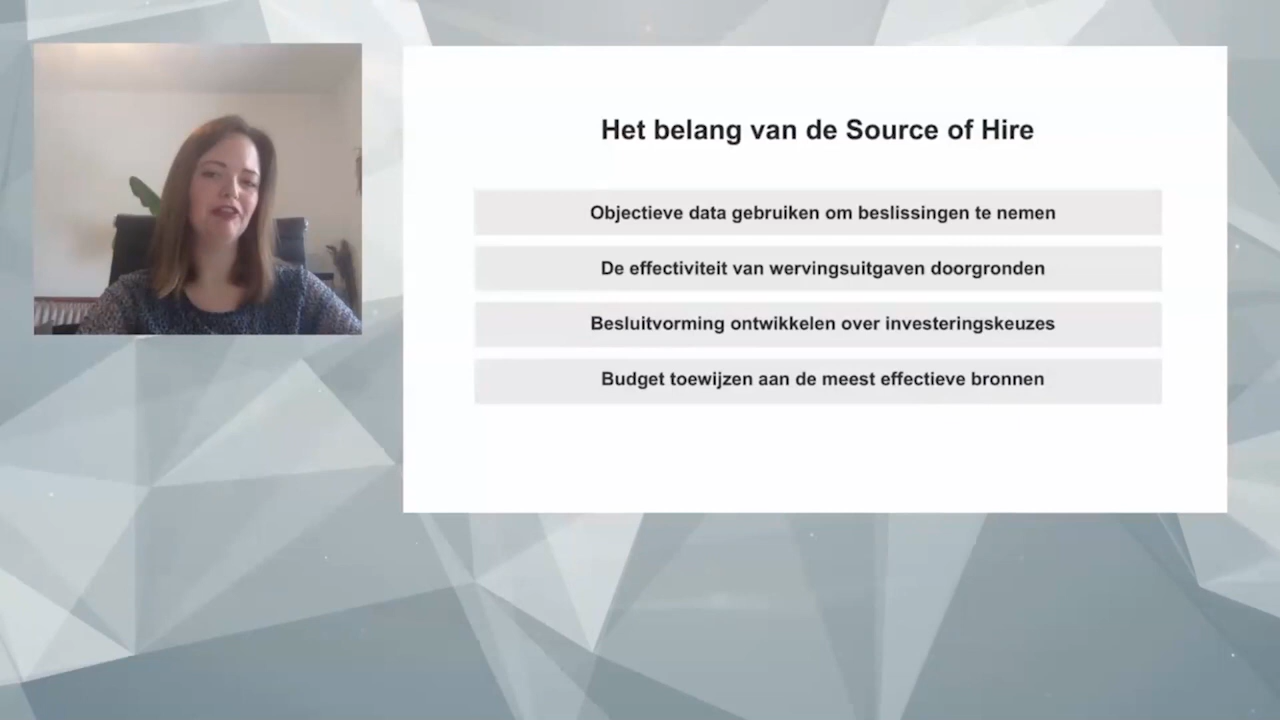 Het belang van de Source of Hire
Objectieve data gebruiken om beslissingen te nemen
De effectiviteit van wervingsuitgaven doorgronden
Besluitvorming ontwikkelen over investeringskeuzes
Budget toewijzen aan de meest effectieve bronnen